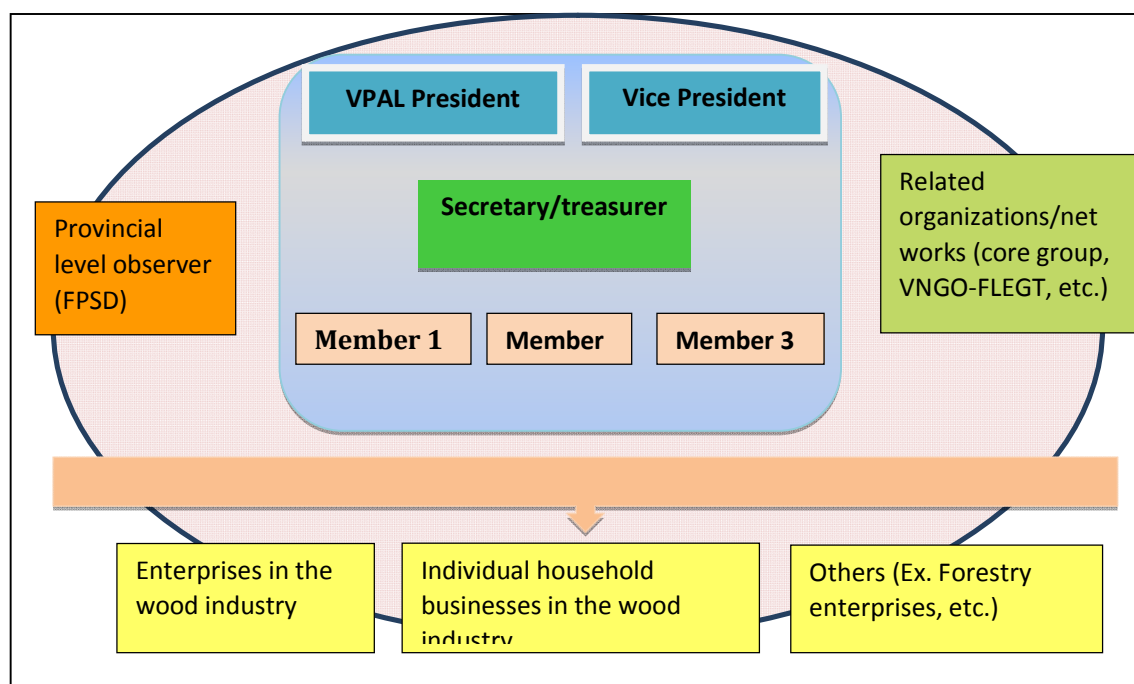 VPAL President
Vice President
Secretary/treasurer
Provincial
level observer
(FPSD)
Related
organizations/net
works (core group,
VNGO-FLEGT, etc.)
Member 1
Member
Member 3
Enterprises in the
wood industry
Individual household
businesses in the wood
industry
Others (Ex. Forestry
enterprises, etc.)